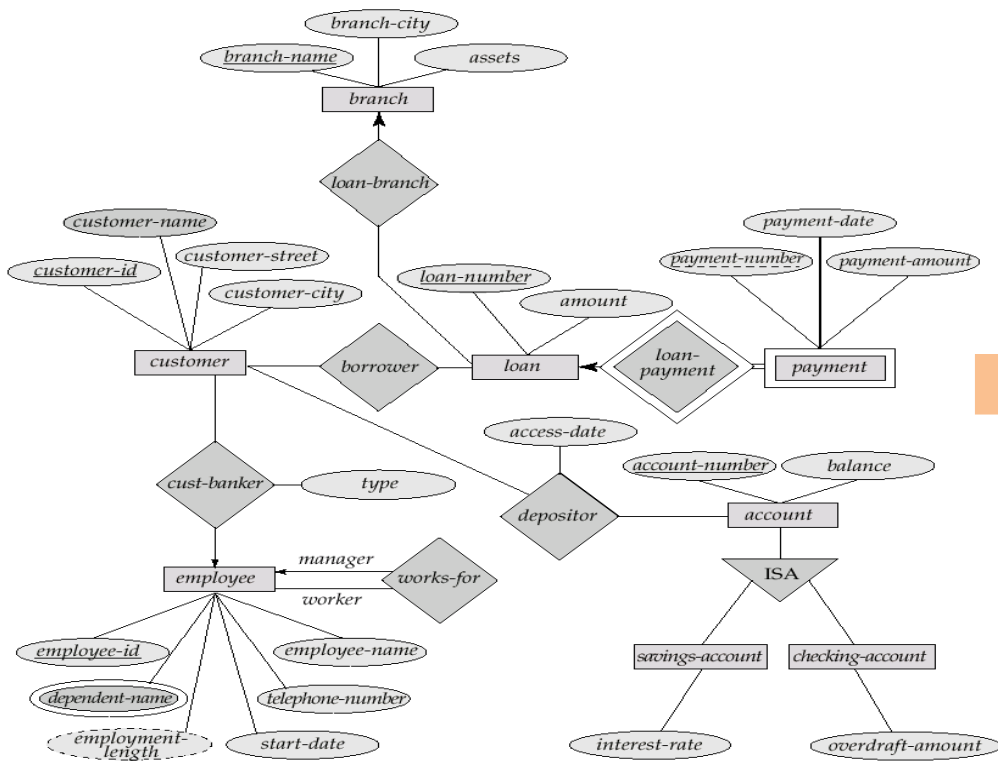 branch-city
branch-name
assets
branch
loan-branch
customer-name
customer-street
customer-id
customer-city
payment-date
payment-number
payment-amount
loan-number
amount
customer
borrower
loan
loan-
payment
payment
access-date
account-number
balance
cust-banker
type
depositor
account
manager
employee
works-for
worker
ISA
employee-id
employee-name
savings-account
checking-account
dependent-name
telephone-number
employment-
length
start-date
interest-rate
overdraft-amount